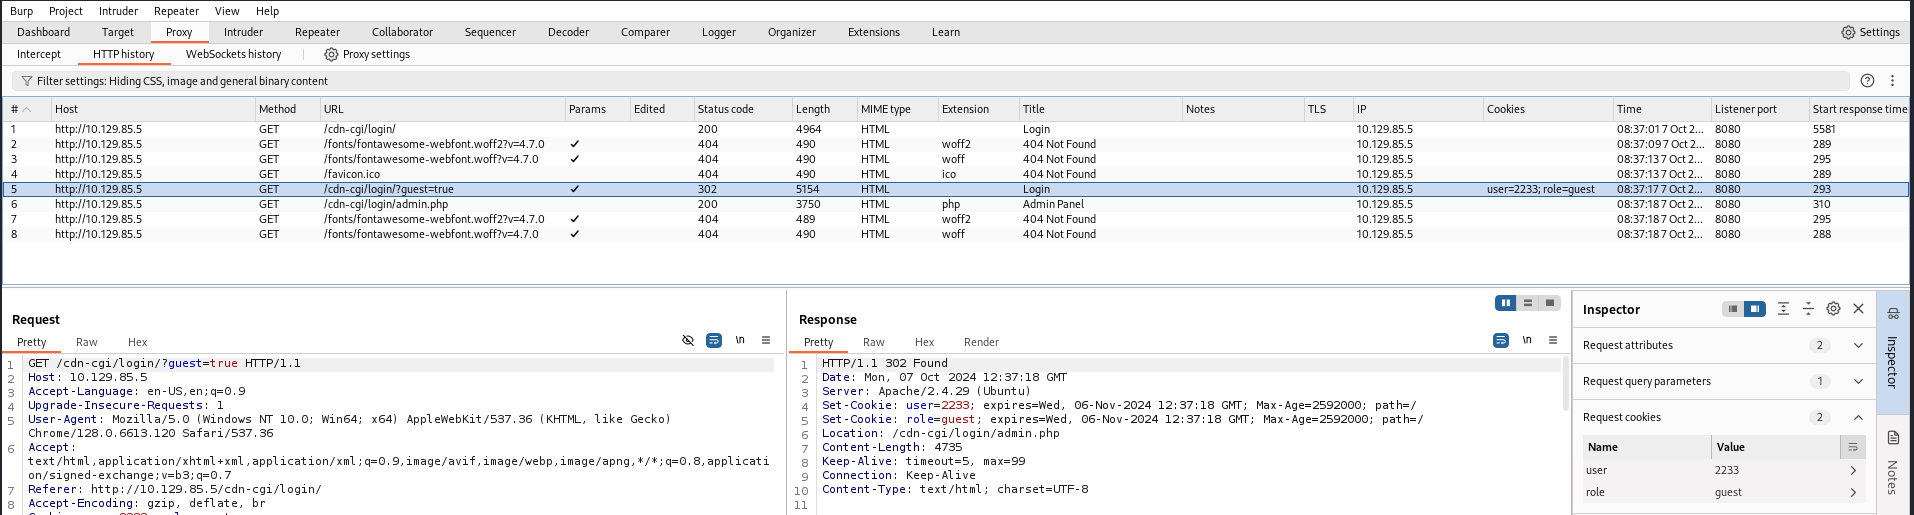 Burp Project Intruder Repeater View Help
Dashboard Target Proxy Intruder Repeater Collaborator Sequencer Decoder Comparer Logger Organizer Extensions Learn Settings
Intercept HTTP history WebSockets history Proxy settings
Filter settings: Hiding CSS, image and general binary content
# Host Method URL Params Edited Status code Length MIME type Extension Title Notes TLS IP Cookies Time Listener port Start response time
1 http://10.129.85.5 GET /cdn-cgi/login/ 200 4964 HTML Login 10.129.85.5 08:37:01 7 Oct 2... 8080 5581
2 http://10.129.85.5 GET /fonts/fontawesome-webfont.woff2?v=4.7.0 ✓ 404 490 HTML woff2 404 Not Found 10.129.85.5 08:37:09 7 Oct 2... 8080 289
3 http://10.129.85.5 GET /fonts/fontawesome-webfont.woff?v=4.7.0 ✓ 404 490 HTML woff 404 Not Found 10.129.85.5 08:37:13 7 Oct 2... 8080 295
4 http://10.129.85.5 GET /favicon.ico 404 490 HTML ico 404 Not Found 10.129.85.5 08:37:13 7 Oct 2... 8080 289
5 http://10.129.85.5 GET /cdn-cgi/login/?guest=true ✓ 302 5154 HTML Login 10.129.85.5 user=2233; role=guest 08:37:17 7 Oct 2... 8080 293
6 http://10.129.85.5 GET /cdn-cgi/login/admin.php 200 3750 HTML php Admin Panel 10.129.85.5 08:37:18 7 Oct 2... 8080 310
7 http://10.129.85.5 GET /fonts/fontawesome-webfont.woff2?v=4.7.0 ✓ 404 489 HTML woff2 404 Not Found 10.129.85.5 08:37:18 7 Oct 2... 8080 295
8 http://10.129.85.5 GET /fonts/fontawesome-webfont.woff?v=4.7.0 ✓ 404 490 HTML woff 404 Not Found 10.129.85.5 08:37:18 7 Oct 2... 8080 288
Request
Pretty Raw Hex \n
1 GET /cdn-cgi/login/?guest=true HTTP/1.1
2 Host: 10.129.85.5
3 Accept-Language: en-US,en;q=0.9
4 Upgrade-Insecure-Requests: 1
5 User-Agent: Mozilla/5.0 (Windows NT 10.0; Win64; x64) AppleWebKit/537.36 (KHTML, like Gecko)
Chrome/128.0.6613.120 Safari/537.36
6 Accept:
text/html,application/xhtml+xml,application/xml;q=0.9,image/avif,image/webp,image/apng,*/*;q=0.8,applicati
on/signed-exchange;v=b3;q=0.7
7 Referer: http://10.129.85.5/cdn-cgi/login/
8 Accept-Encoding: gzip, deflate, br
Response
Pretty Raw Hex Render \n
1 HTTP/1.1 302 Found
2 Date: Mon, 07 Oct 2024 12:37:18 GMT
3 Server: Apache/2.4.29 (Ubuntu)
4 Set-Cookie: user=2233; expires=Wed, 06-Nov-2024 12:37:18 GMT; Max-Age=2592000; path=/
5 Set-Cookie: role=guest; expires=Wed, 06-Nov-2024 12:37:18 GMT; Max-Age=2592000; path=/
6 Location: /cdn-cgi/login/admin.php
7 Content-Length: 4735
8 Keep-Alive: timeout=5, max=99
9 Connection: Keep-Alive
10 Content-Type: text/html; charset=UTF-8
11
Inspector
Request attributes 2
Request query parameters 1
Request cookies 2
Name Value
user 2233
role guest
Inspector
Notes